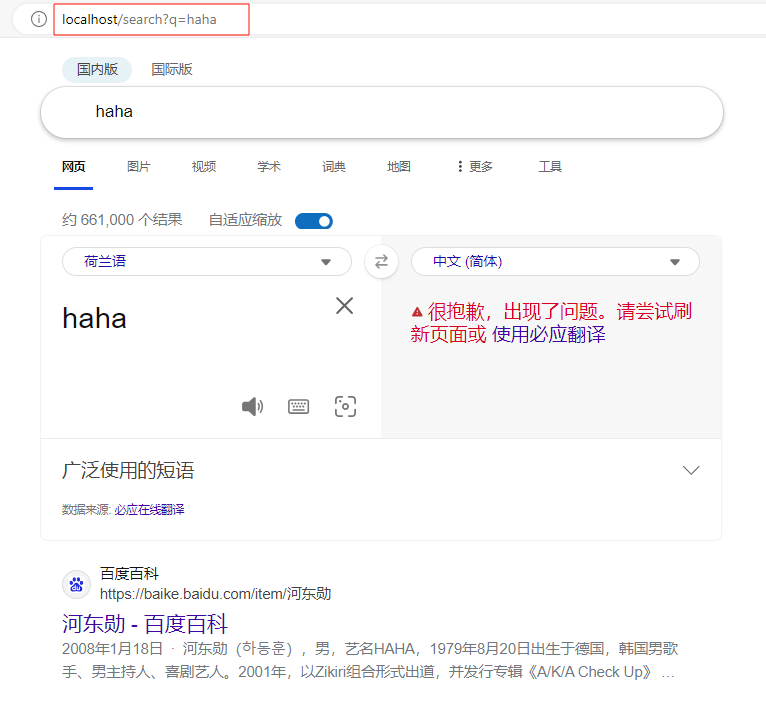 localhost/search?q=haha
国内版 国际版
haha
网页 图片 视频 学术 词典 地图 更多 工具
约 661,000 个结果 自适应缩放
荷兰语 中文 (简体)
haha
很抱歉，出现了问题。请尝试刷
新页面或 使用必应翻译
广泛使用的短语
数据来源: 必应在线翻译
百度百科
https://baike.baidu.com/item/河东勋
河东勋 - 百度百科
2008年1月18日 · 河东勋（하동훈），男，艺名HAHA，1979年8月20日出生于德国，韩国男歌
手、男主持人、喜剧艺人。2001年，以Zikiri组合形式出道，并发行专辑《A/K/A Check Up》 …